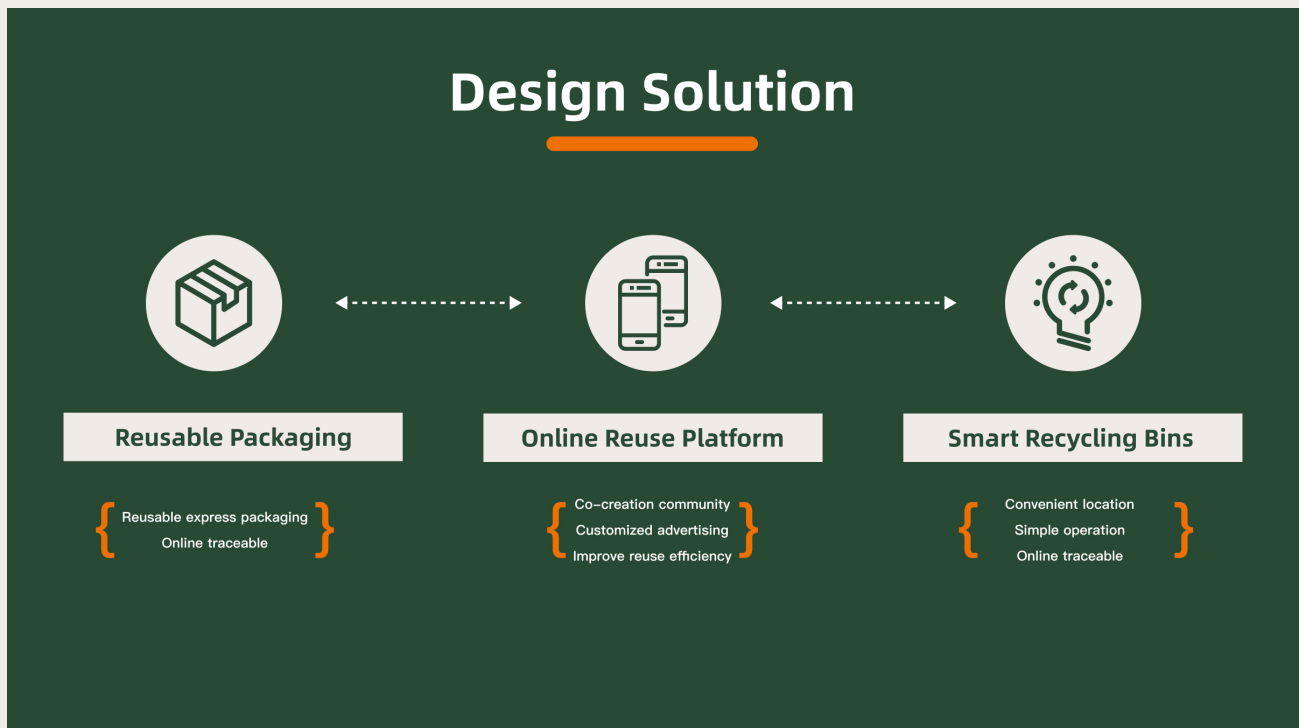 Design Solution
Reusable Packaging
Online Reuse Platform
Smart Recycling Bins
Reusable express packaging
Online traceable
Co-creation community
Customized advertising
Improve reuse efficiency
Convenient location
Simple operation
Online traceable